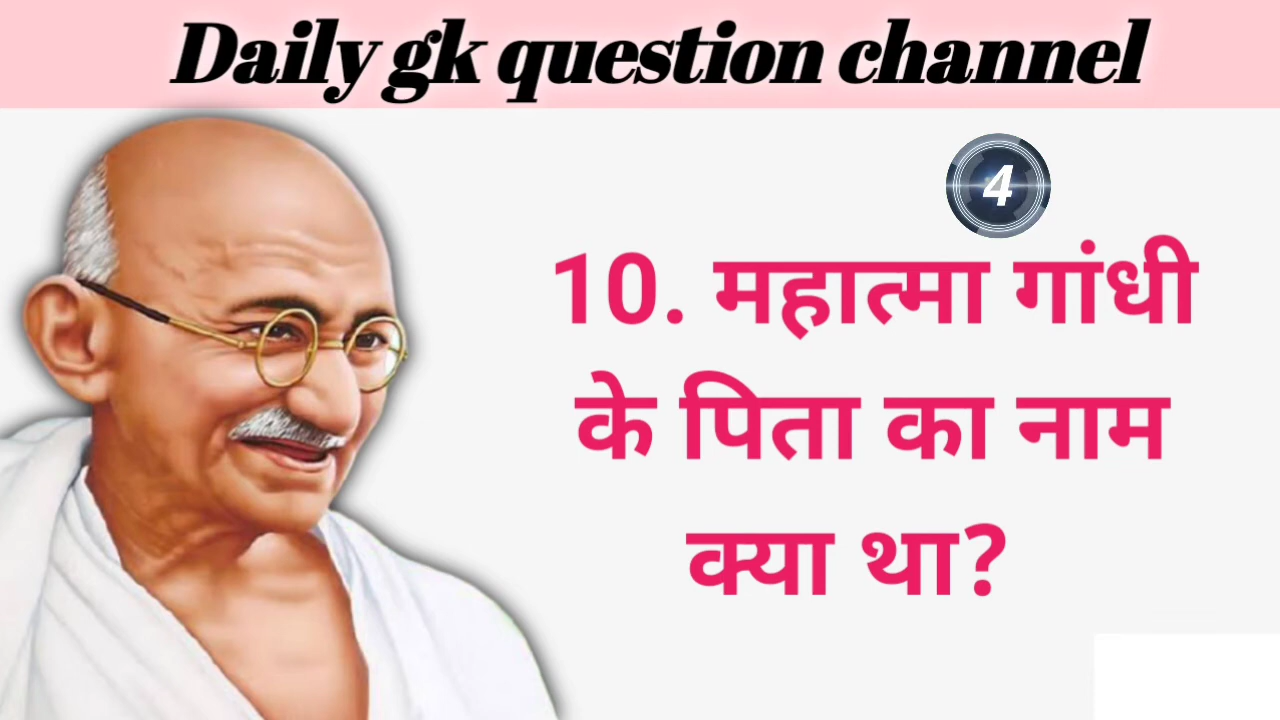 Daily gk question channel
4
10. महात्मा गांधी
के पिता का नाम
क्या था?